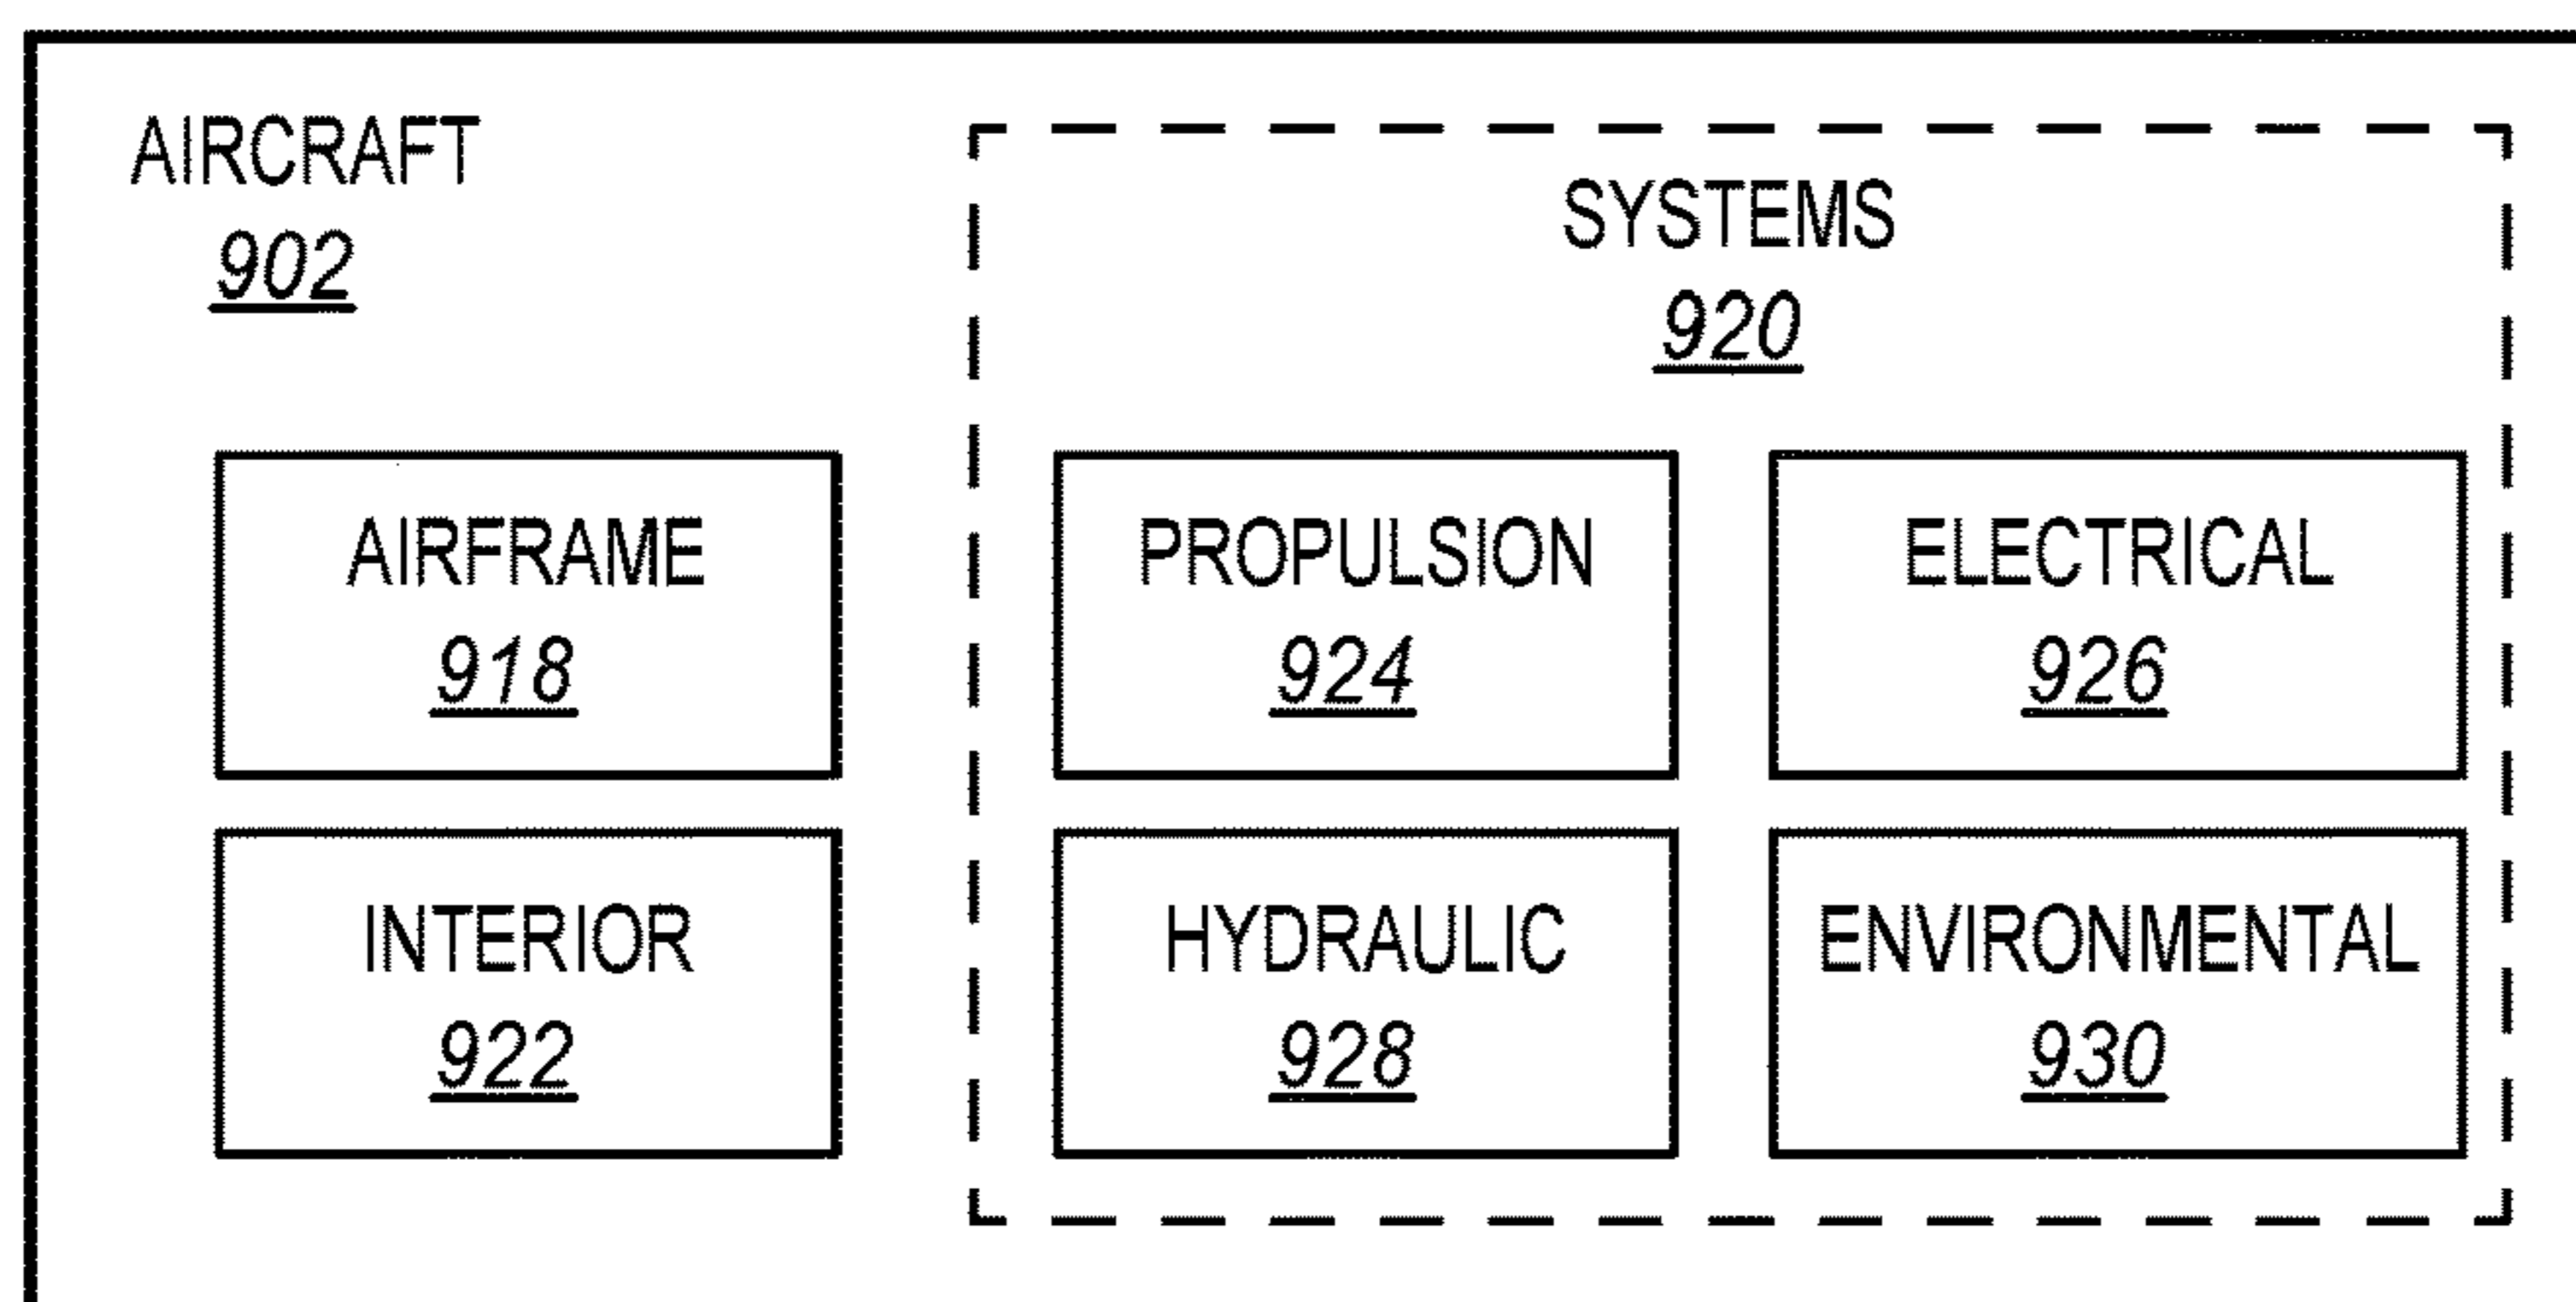 AIRCRAFT
902
SYSTEMS
920
AIRFRAME
918
PROPULSION
924
ELECTRICAL
926
INTERIOR
922
HYDRAULIC
928
ENVIRONMENTAL
930